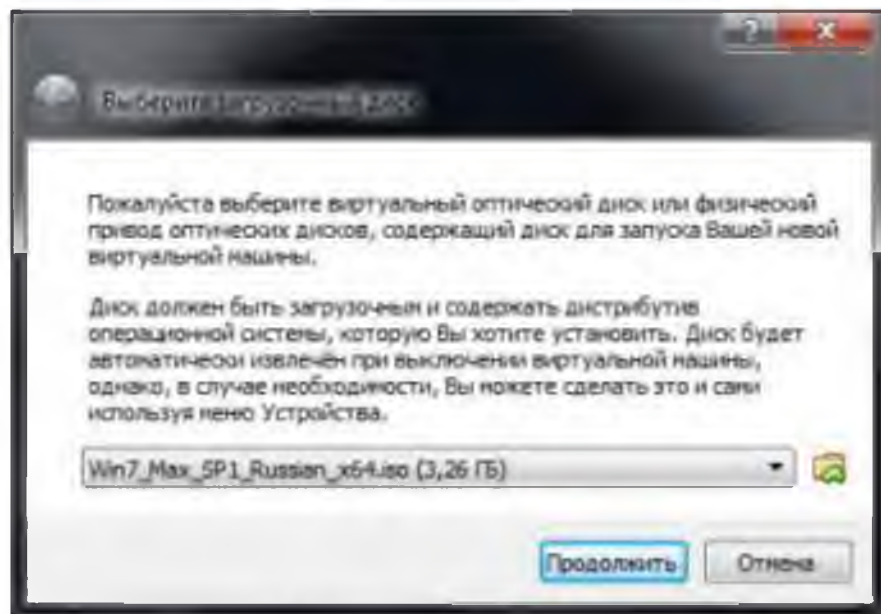 Выберите загрузочный диск
Пожалуйста выберите виртуальный оптический диск или физический
привод оптических дисков, содержащий диск для запуска Вашей новой
виртуальной машины.
Диск должен быть загрузочным и содержать дистрибутив
операционной системы, которую Вы хотите установить. Диск будет
автоматически извлечён при выключении виртуальной машины,
однако, в случае необходимости, Вы можете сделать это и сами
используя меню Устройства.
Win7_Max_SP1_Russian_x64.iso (3,26 ГБ)
Продолжить
Отмена